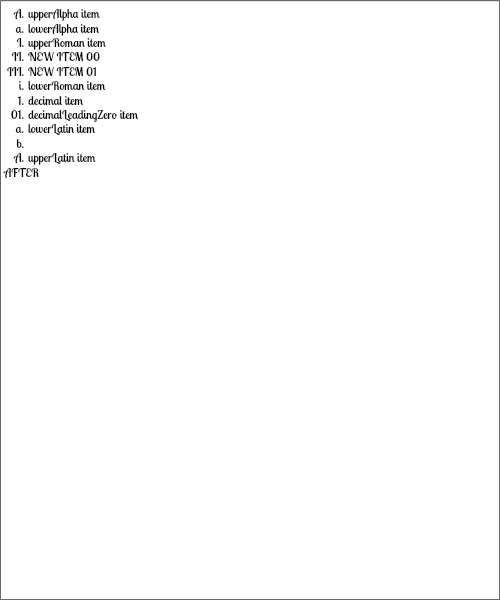 A. upperAlpha item
a. lowerAlpha item
I. upperRoman item
II. NEW ITEM 00
III. NEW ITEM 01
i. lowerRoman item
1. decimal item
01. decimalLeadingZero item
a. lowerLatin item
b.
A. upperLatin item
AFTER